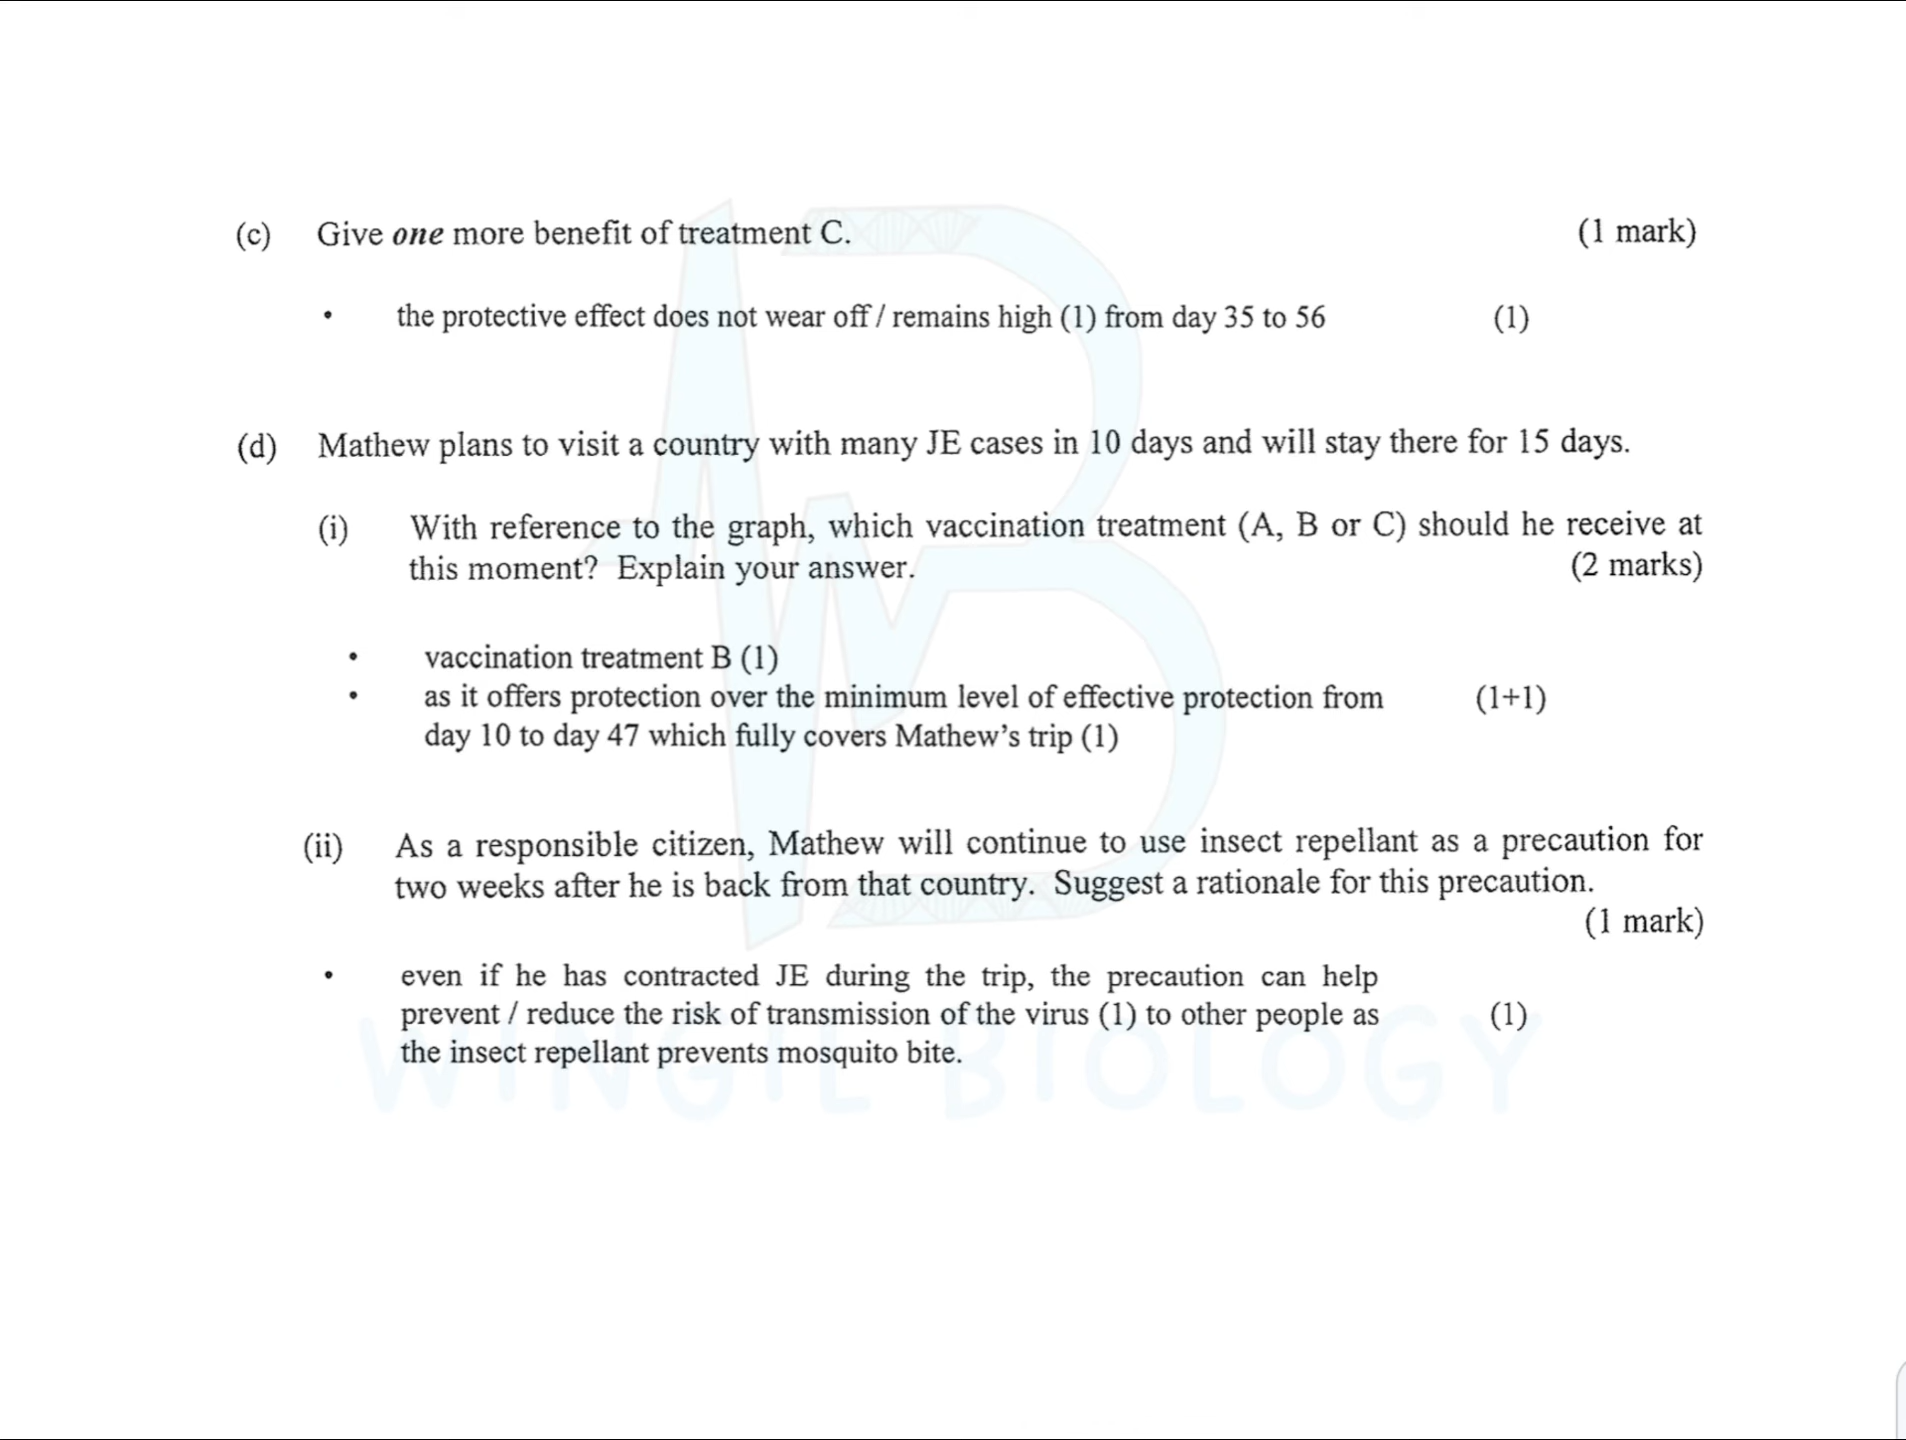 (c) Give one more benefit of treatment C. (1 mark)
• the protective effect does not wear off / remains high (1) from day 35 to 56 (1)
(d) Mathew plans to visit a country with many JE cases in 10 days and will stay there for 15 days.
(i) With reference to the graph, which vaccination treatment (A, B or C) should he receive at
this moment? Explain your answer. (2 marks)
• vaccination treatment B (1)
• as it offers protection over the minimum level of effective protection from (1+1)
day 10 to day 47 which fully covers Mathew's trip (1)
(ii) As a responsible citizen, Mathew will continue to use insect repellant as a precaution for
two weeks after he is back from that country. Suggest a rationale for this precaution.
(1 mark)
• even if he has contracted JE during the trip, the precaution can help
prevent / reduce the risk of transmission of the virus (1) to other people as (1)
the insect repellant prevents mosquito bite.
WINGIL BIOLOGY